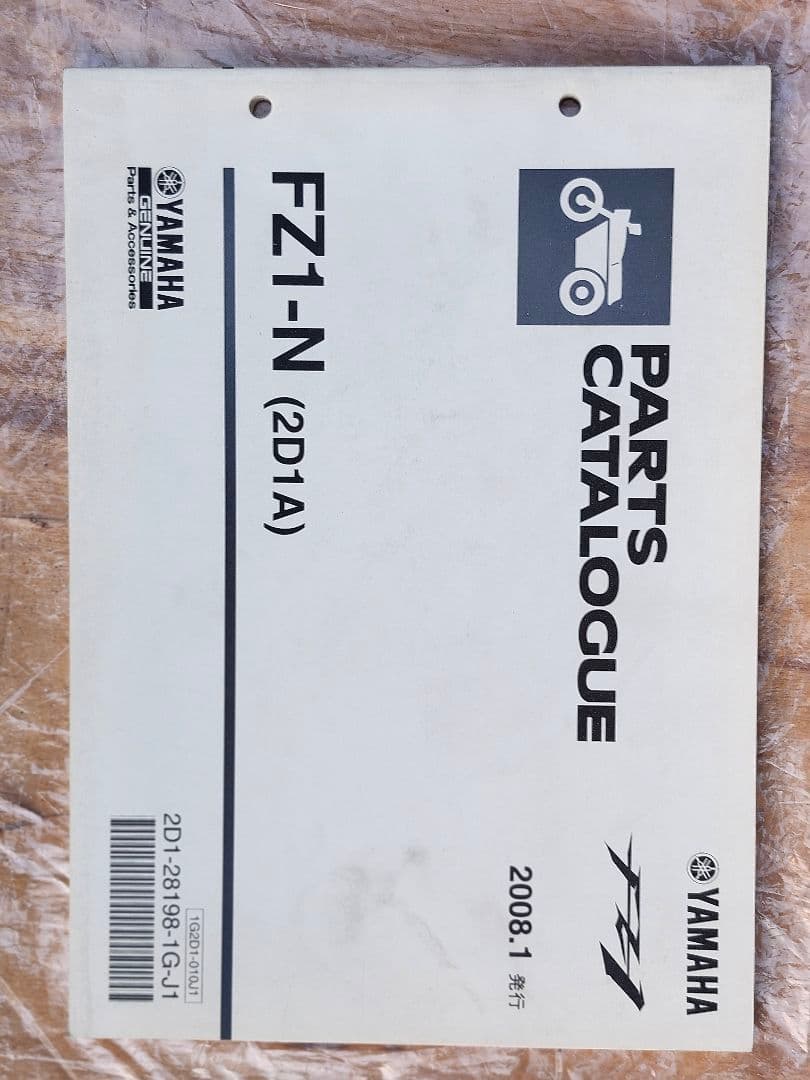 YAMAHA
PARTS
CATALOGUE
FZ1
2008.1 発行
FZ1-N (2D1A)
YAMAHA
GENUINE
Parts & Accessories
1G2D1-010J1
2D1-28198-1G-J1